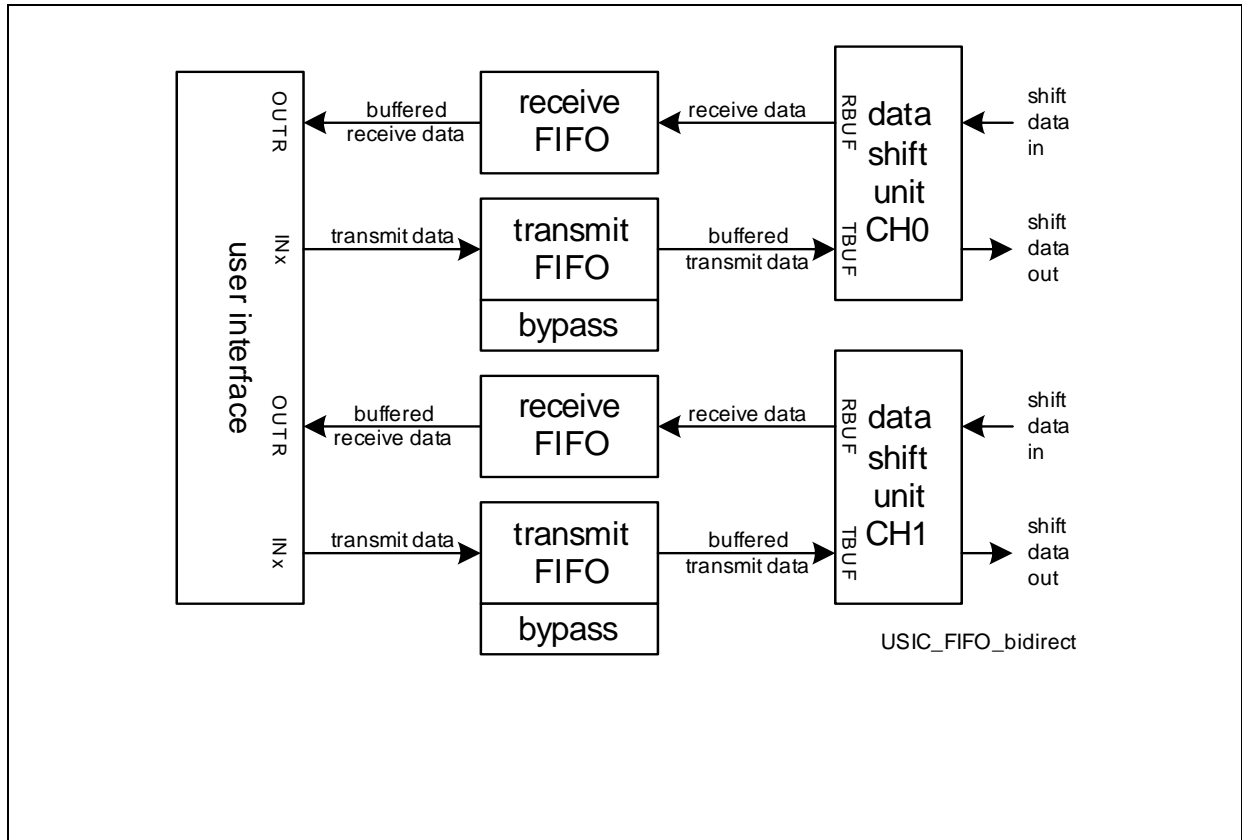 user interface
OUTR
buffered
receive data
receive
FIFO
receive data
RBUF
data
shift
unit
CH0
shift
data
in
INx
transmit data
transmit
FIFO
bypass
buffered
transmit data
TBUF
shift
data
out
OUTR
buffered
receive data
receive
FIFO
receive data
RBUF
data
shift
unit
CH1
shift
data
in
INx
transmit data
transmit
FIFO
bypass
buffered
transmit data
TBUF
shift
data
out
USIC_FIFO_bidirect